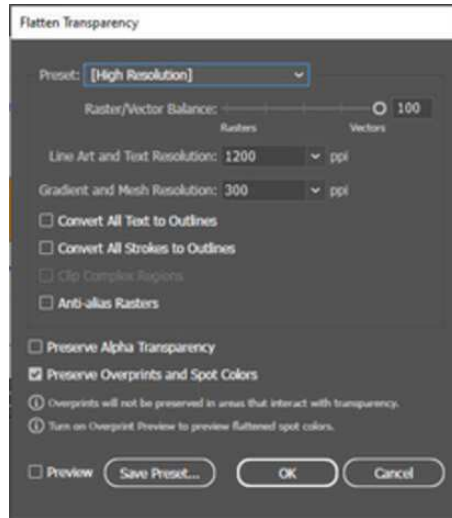 Flatten Transparency
Preset: [High Resolution]
Raster/Vector Balance: 100
Rasters Vectors
Line Art and Text Resolution: 1200 ppi
Gradient and Mesh Resolution: 300 ppi
Convert All Text to Outlines
Convert All Strokes to Outlines
Clip Complex Regions
Anti-alias Rasters
Preserve Alpha Transparency
Preserve Overprints and Spot Colors
Overprints will not be preserved in areas that interact with transparency.
Turn on Overprint Preview to preview flattened spot colors.
Preview Save Preset... OK Cancel